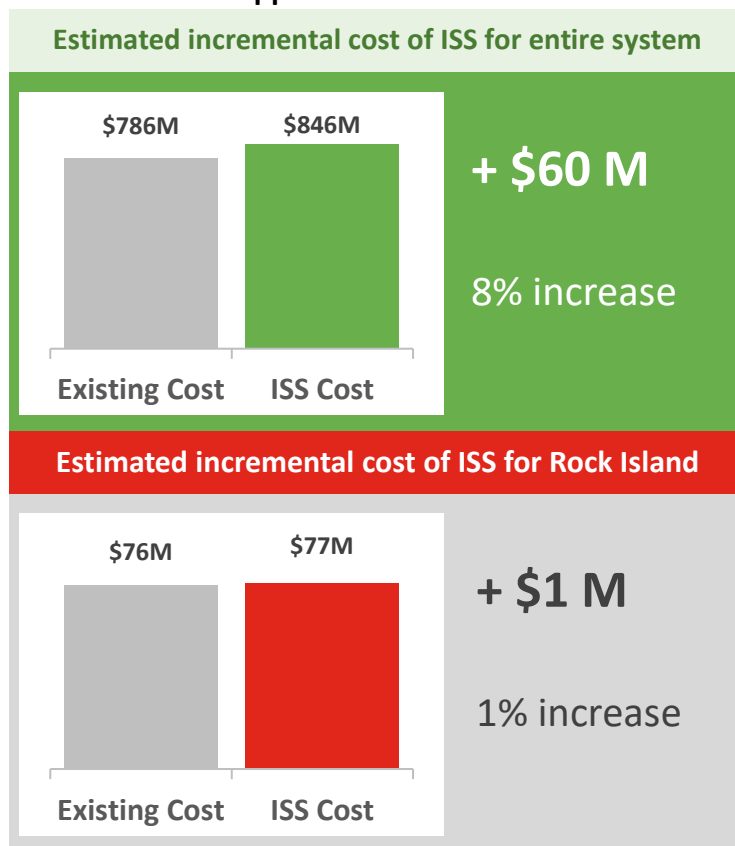 Estimated incremental cost of ISS for entire system
$786M
$846M
+ $60 M
8% increase
Existing Cost
ISS Cost
Estimated incremental cost of ISS for Rock Island
$76M
$77M
+ $1 M
1% increase
Existing Cost
ISS Cost